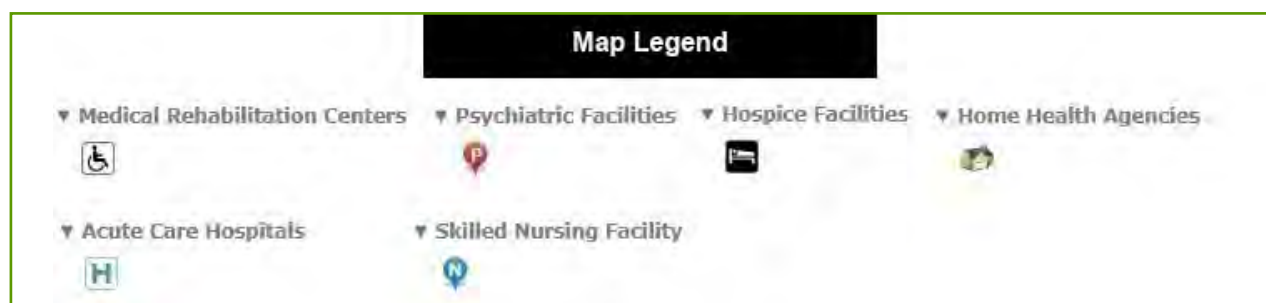 Map Legend
▼ Medical Rehabilitation Centers ▼ Psychiatric Facilities ▼ Hospice Facilities ▼ Home Health Agencies
P
▼ Acute Care Hospitals ▼ Skilled Nursing Facility
H N